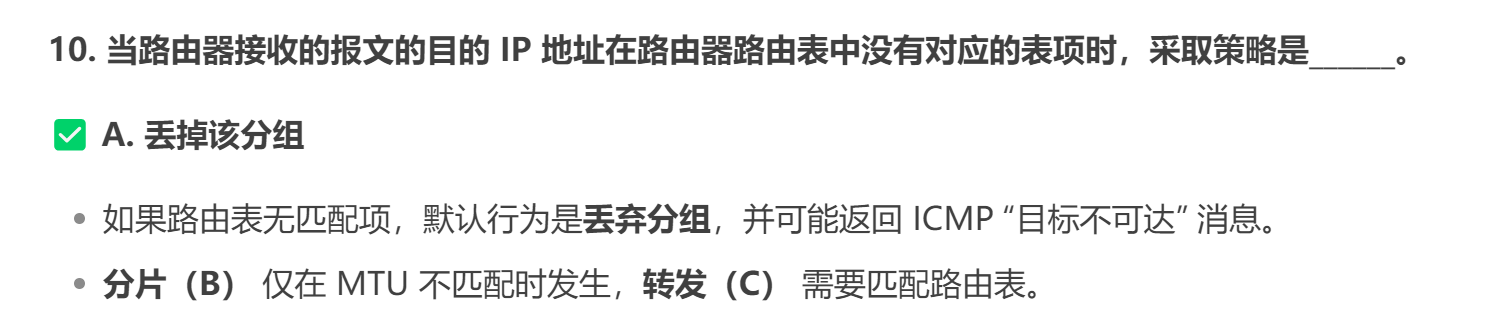 10. 当路由器接收的报文的目的 IP 地址在路由器路由表中没有对应的表项时，采取策略是______。
A. 丢掉该分组
如果路由表无匹配项，默认行为是丢弃分组，并可能返回 ICMP “目标不可达” 消息。
分片（B） 仅在 MTU 不匹配时发生，转发（C） 需要匹配路由表。